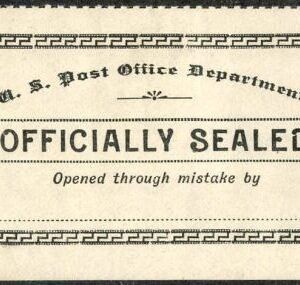 U. S. Post Office Department
OFFICIALLY SEALED
Opened through mistake by